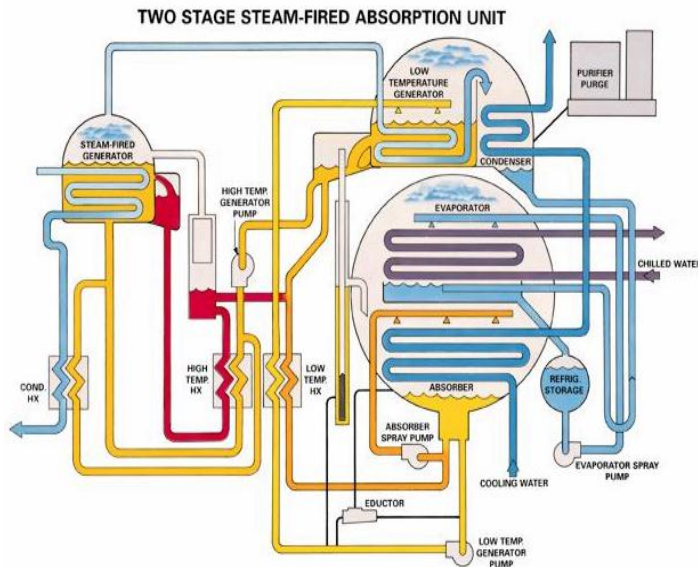 TWO STAGE STEAM-FIRED ABSORPTION UNIT
LOW
TEMPERATURE
GENERATOR
PURIFIER
PURGE
STEAM-FIRED
GENERATOR
CONDENSER
HIGH TEMP.
GENERATOR
PUMP
EVAPORATOR
CHILLED WATER
COND.
HX
HIGH
TEMP.
HX
LOW
TEMP.
HX
REFRIG.
STORAGE
ABSORBER
ABSORBER
SPRAY PUMP
EVAPORATOR SPRAY
PUMP
COOLING WATER
EDUCTOR
LOW TEMP.
GENERATOR
PUMP